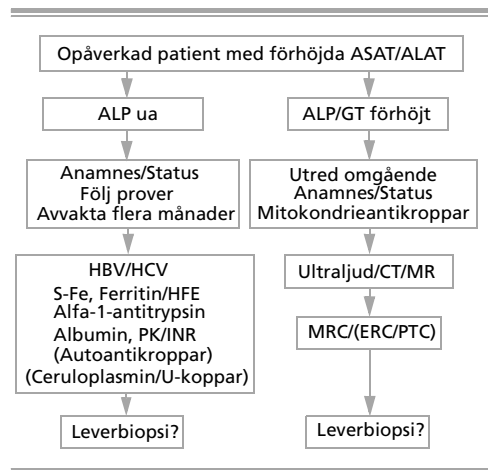 Opåverkad patient med förhöjda ASAT/ALAT
ALP ua
ALP/GT förhöjt
Anamnes/Status
Följ prover
Avvakta flera månader
Utred omgående
Anamnes/Status
Mitokondrieantikroppar
HBV/HCV
S-Fe, Ferritin/HFE
Alfa-1-antitrypsin
Albumin, PK/INR
(Autoantikroppar)
(Ceruloplasmin/U-koppar)
Ultraljud/CT/MR
MRC/(ERC/PTC)
Leverbiopsi?
Leverbiopsi?